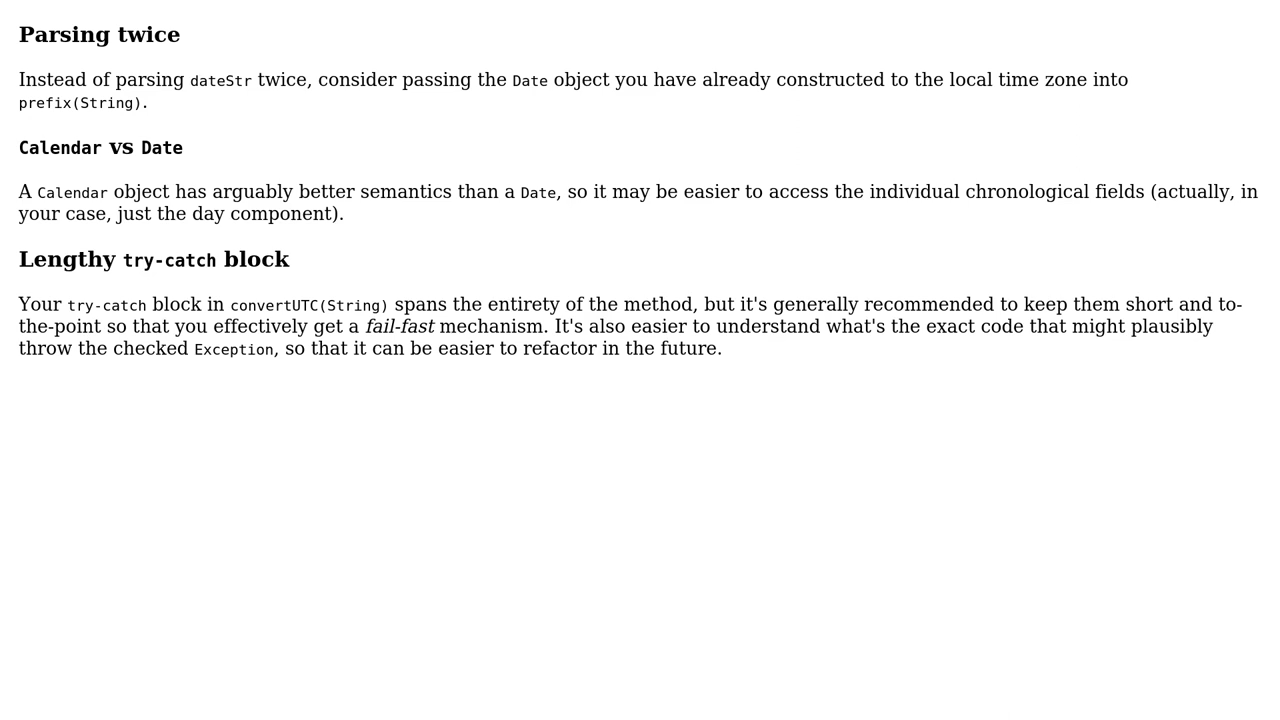 Parsing twice
Instead of parsing dateStr twice, consider passing the Date object you have already constructed to the local time zone into
prefix(String).
Calendar vs Date
A Calendar object has arguably better semantics than a Date, so it may be easier to access the individual chronological fields (actually, in
your case, just the day component).
Lengthy try-catch block
Your try-catch block in convertUTC(String) spans the entirety of the method, but it's generally recommended to keep them short and to-
the-point so that you effectively get a fail-fast mechanism. It's also easier to understand what's the exact code that might plausibly
throw the checked Exception, so that it can be easier to refactor in the future.